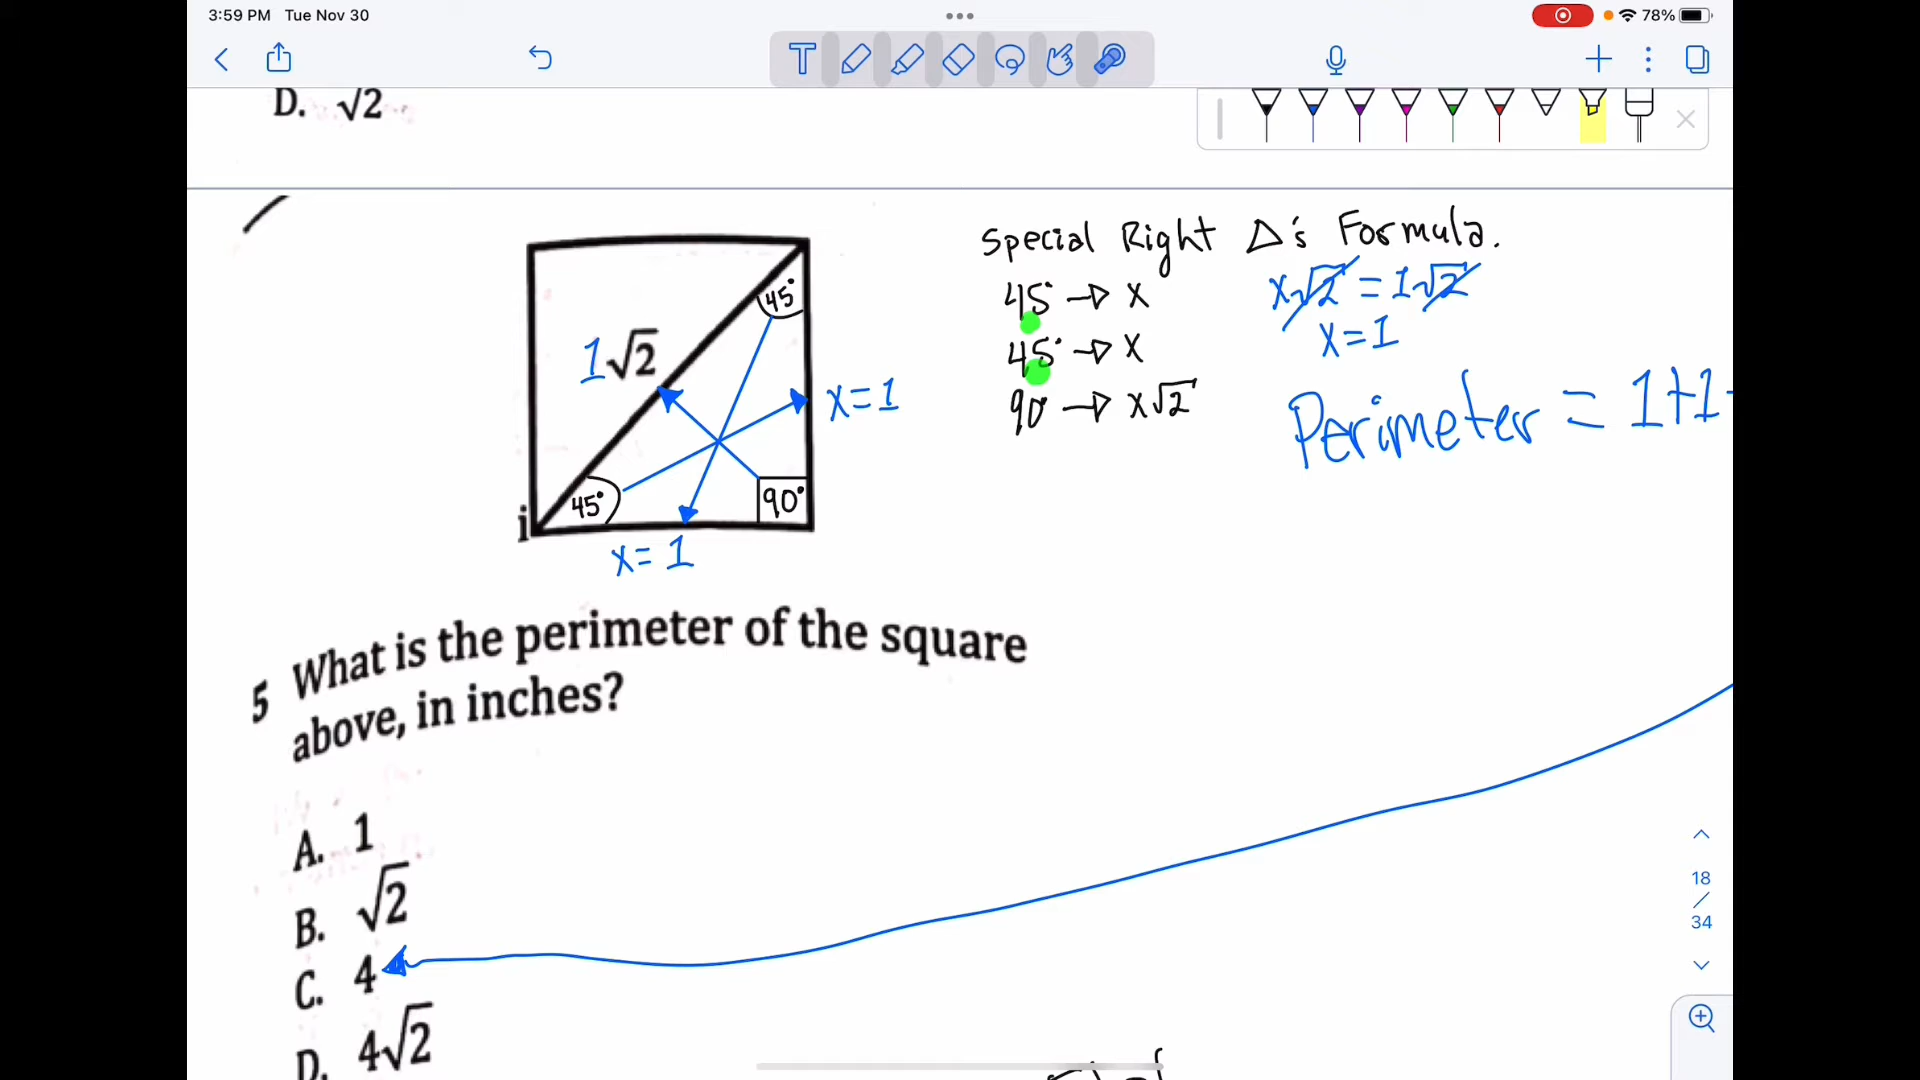 3:59 PM Tue Nov 30
78%
T
D. √2
Special Right Δ's Formula.
45° → x
x√2 = 1√2
45° → x
x = 1
90° → x√2
Perimeter = 1+1
45°
1√2
x = 1
45°
90°
i
x = 1
5 What is the perimeter of the square
above, in inches?
A. 1
B. √2
C. 4
D. 4√2
18
/
34